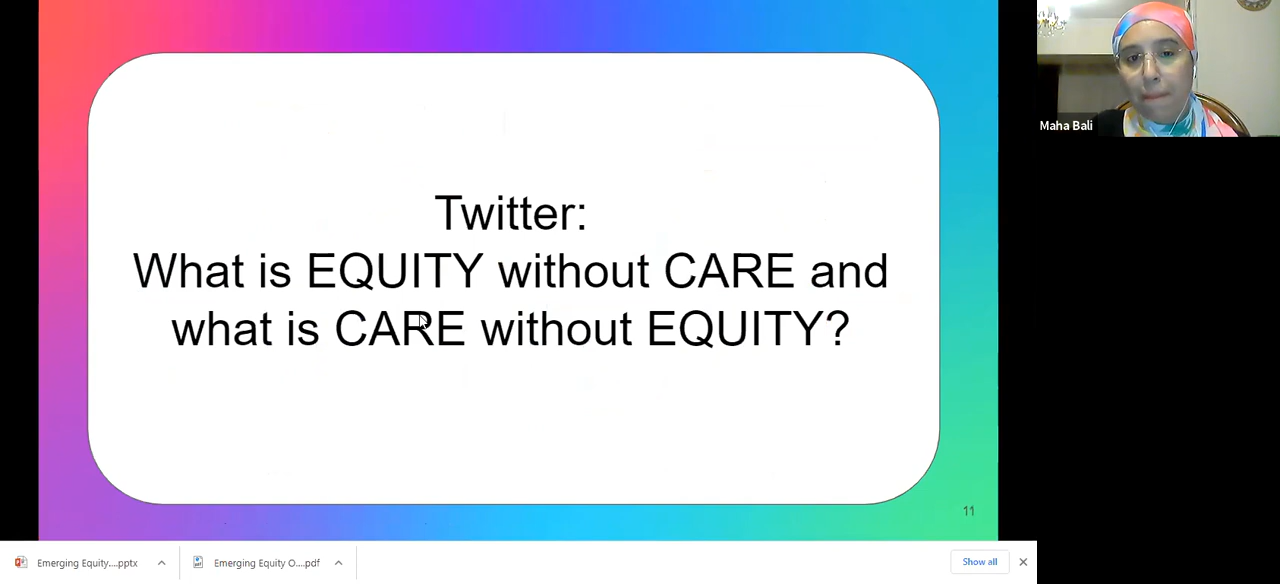 Twitter:
What is EQUITY without CARE and
what is CARE without EQUITY?
11
Maha Bali
Emerging Equity....pptx
Emerging Equity O....pdf
Show all